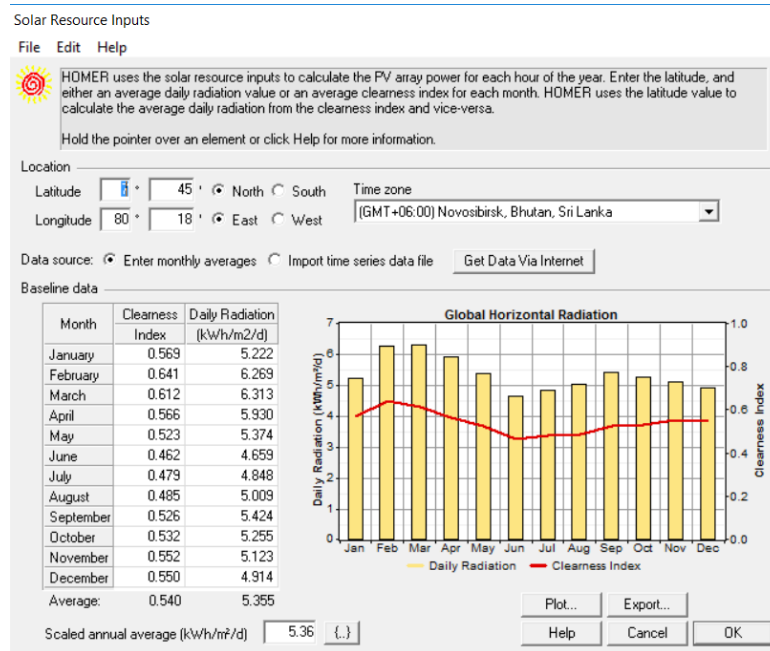 Solar Resource Inputs
File Edit Help
HOMER uses the solar resource inputs to calculate the PV array power for each hour of the year. Enter the latitude, and
either an average daily radiation value or an average clearness index for each month. HOMER uses the latitude value to
calculate the average daily radiation from the clearness index and vice-versa.
Hold the pointer over an element or click Help for more information.
Location
Latitude ° 45 ' North South Time zone
Longitude 80 ° 18 ' East West (GMT+06:00) Novosibirsk, Bhutan, Sri Lanka
Data source: Enter monthly averages Import time series data file Get Data Via Internet
Baseline data
Month Clearness Index Daily Radiation (kWh/m2/d)
January 0.569 5.222
February 0.641 6.269
March 0.612 6.313
April 0.566 5.930
May 0.523 5.374
June 0.462 4.659
July 0.479 4.848
August 0.485 5.009
September 0.526 5.424
October 0.532 5.255
November 0.552 5.123
December 0.550 4.914
Average: 0.540 5.355
Scaled annual average (kWh/m²/d) 5.36 {..}
Global Horizontal Radiation
Daily Radiation (kWh/m²/d)
7
6
5
4
3
2
1
0
Jan Feb Mar Apr May Jun Jul Aug Sep Oct Nov Dec
1.0
0.8
0.6
0.4
0.2
0.0
Clearness Index
Daily Radiation Clearness Index
Plot... Export...
Help Cancel OK